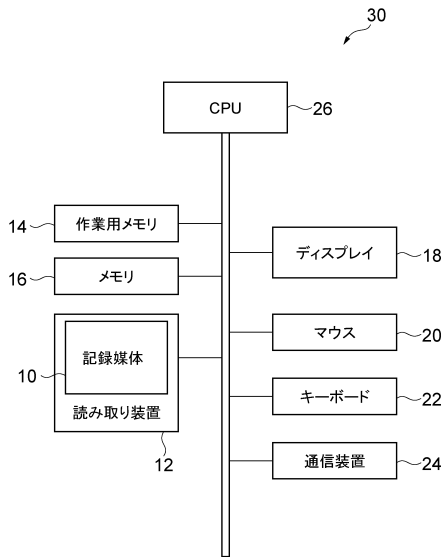 30
CPU
26
14
作業用メモリ
ディスプレイ
18
16
メモリ
マウス
20
10
記録媒体
キーボード
22
読み取り装置
12
通信装置
24